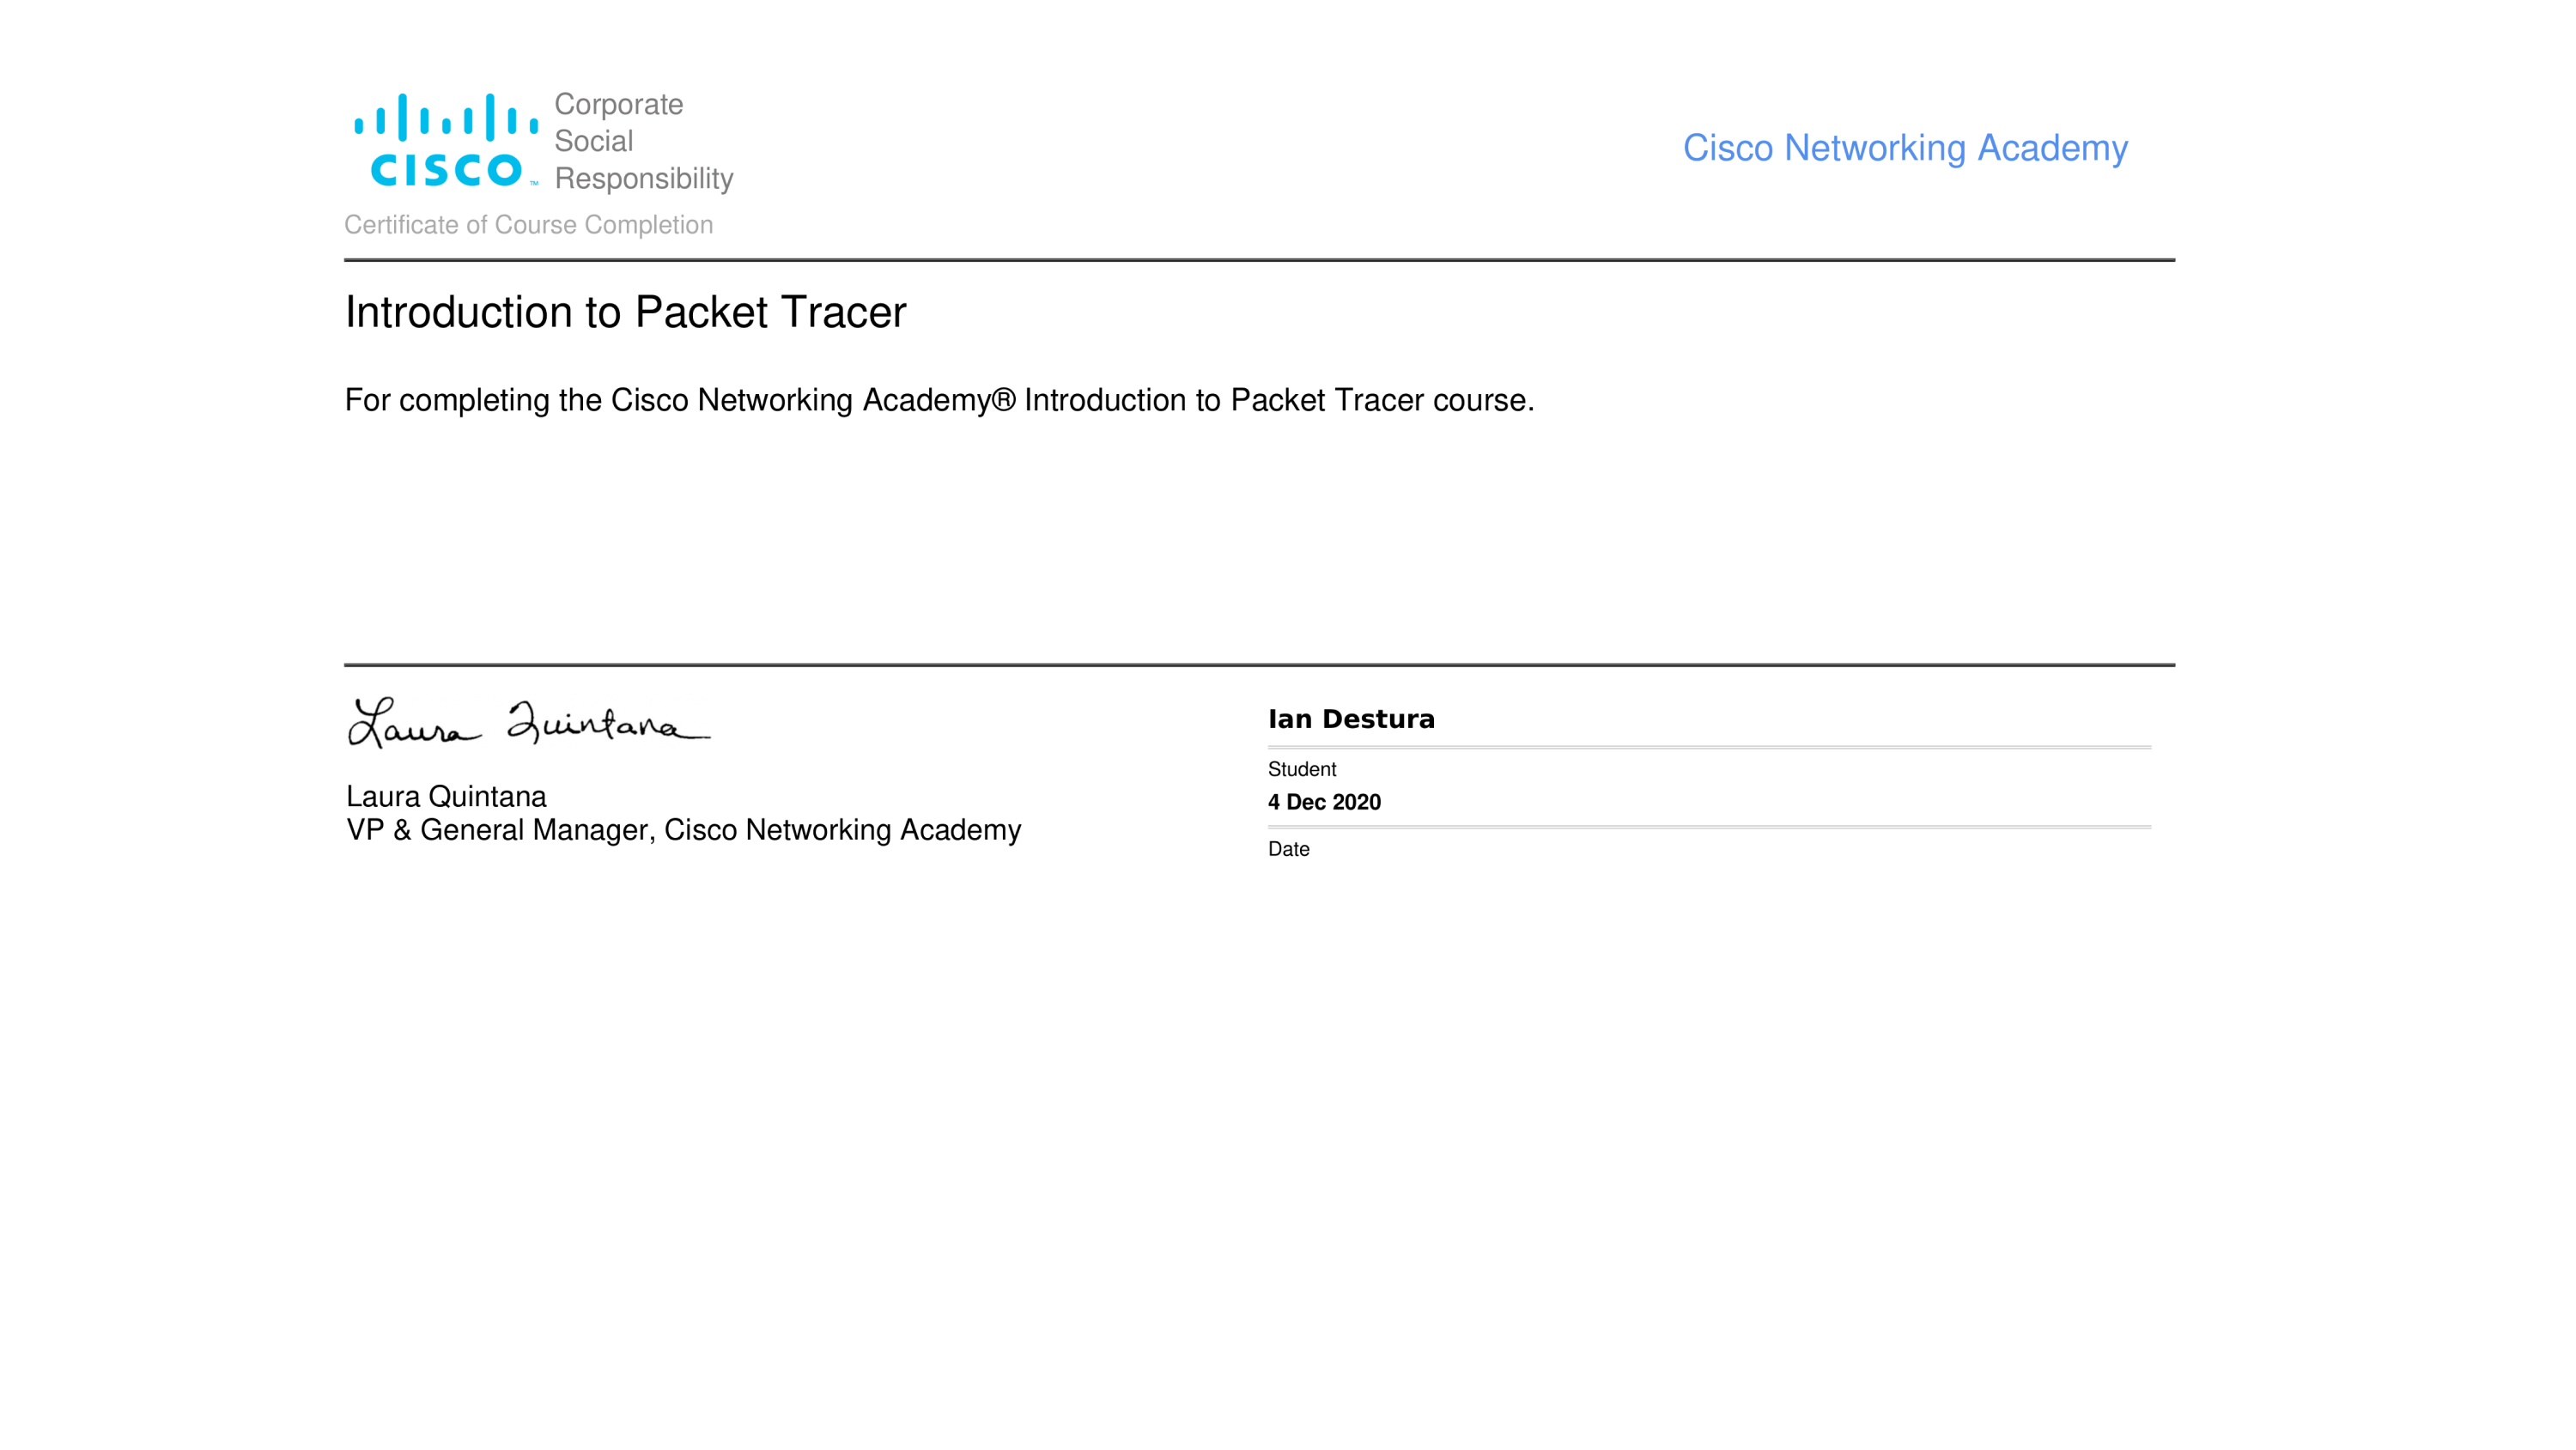 Corporate
Social
Responsibility
CISCO™
Cisco Networking Academy
Certificate of Course Completion
Introduction to Packet Tracer
For completing the Cisco Networking Academy® Introduction to Packet Tracer course.
Laura Quintana
Laura Quintana
VP & General Manager, Cisco Networking Academy
Ian Destura
Student
4 Dec 2020
Date